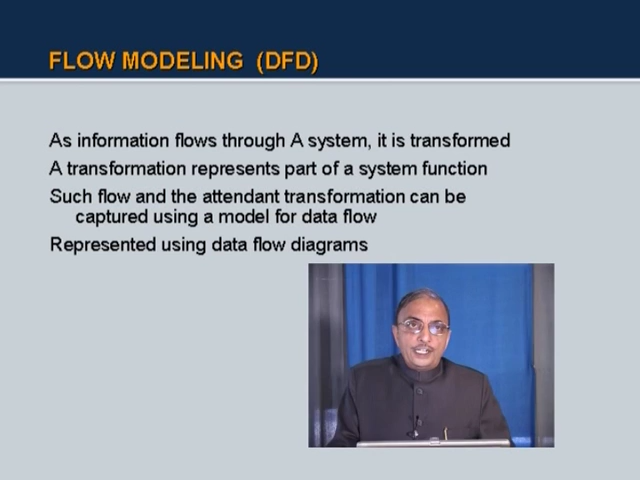 FLOW MODELING (DFD)
As information flows through A system, it is transformed
A transformation represents part of a system function
Such flow and the attendant transformation can be
captured using a model for data flow
Represented using data flow diagrams